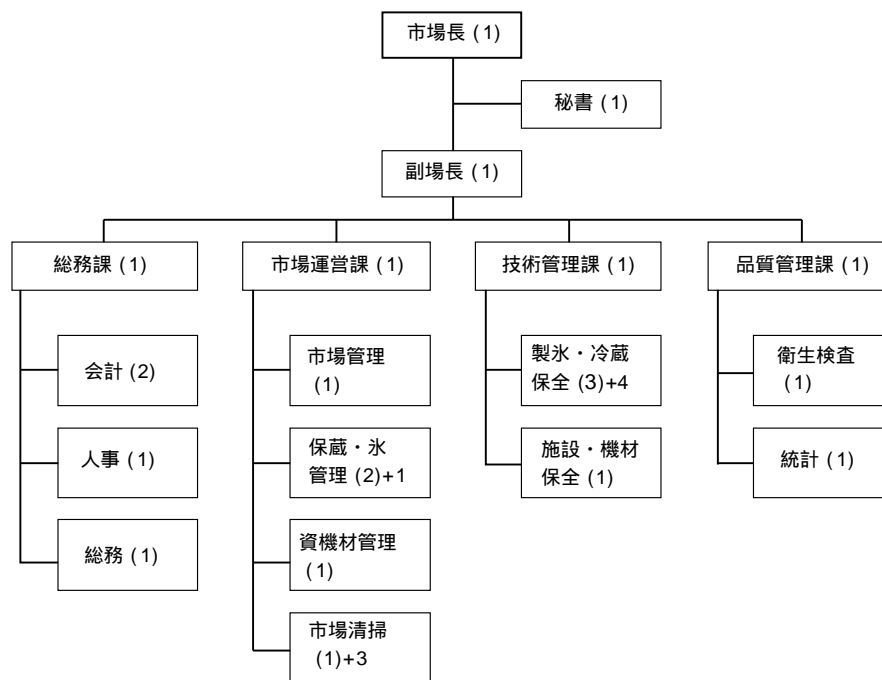 市場長 (1)
秘書 (1)
副場長 (1)
総務課 (1)
市場運営課 (1)
技術管理課 (1)
品質管理課 (1)
会計 (2)
人事 (1)
総務 (1)
市場管理
(1)
保蔵・氷
管理 (2)+1
資機材管理
(1)
市場清掃
(1)+3
製氷・冷蔵
保全 (3)+4
施設・機材
保全 (1)
衛生検査
(1)
統計 (1)